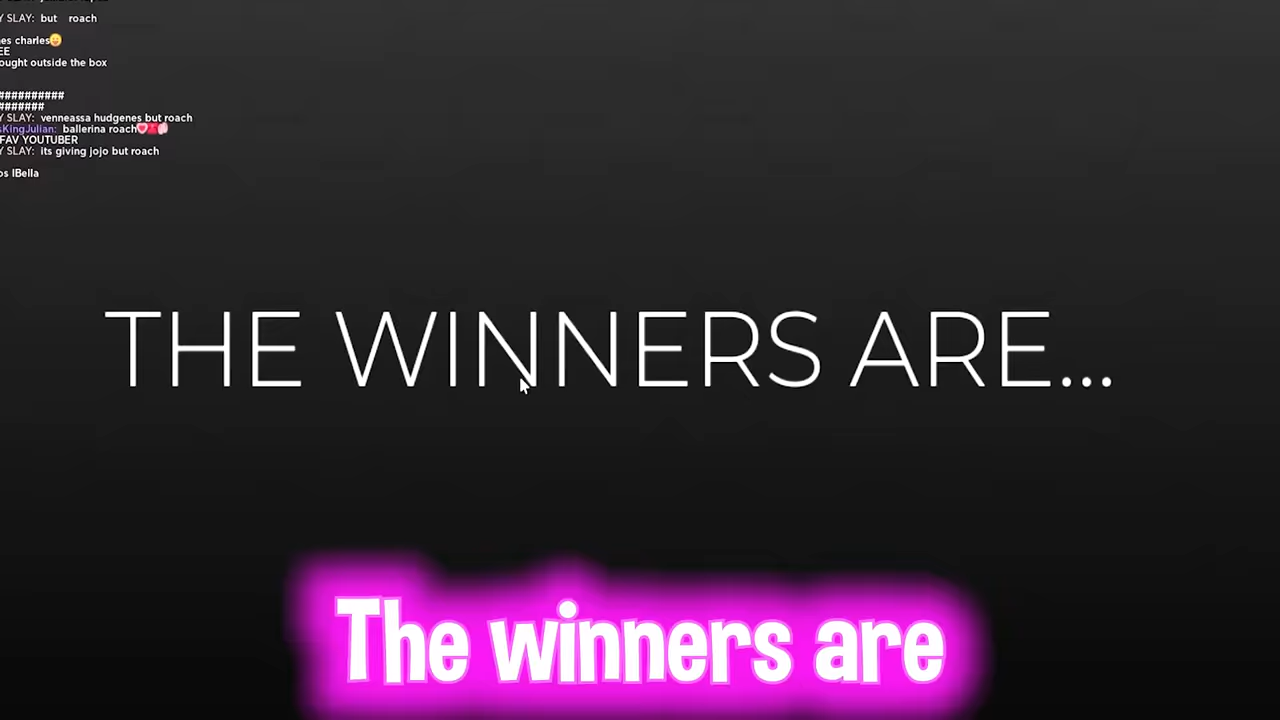 Y SLAY: but roach
es charles
EE
ought outside the box
##########
#######
Y SLAY: venneassa hudgenes but roach
sKingJulian: ballerina roach
FAV YOUTUBER
Y SLAY: its giving jojo but roach
os IBella
THE WINNERS ARE...
The winners are